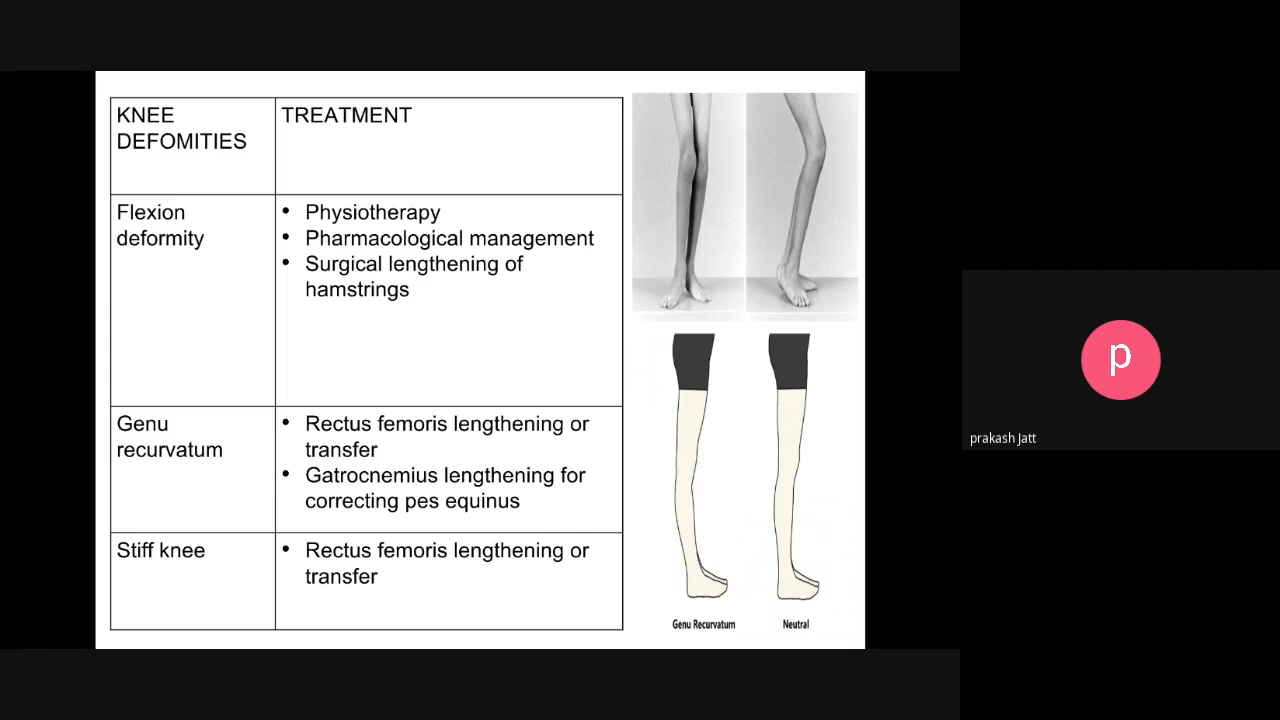 KNEE
DEFOMITIES
TREATMENT
Flexion
deformity
• Physiotherapy
• Pharmacological management
• Surgical lengthening of
hamstrings
Genu
recurvatum
• Rectus femoris lengthening or
transfer
• Gatrocnemius lengthening for
correcting pes equinus
Stiff knee
• Rectus femoris lengthening or
transfer
Genu Recurvatum
Neutral
p
prakash Jatt